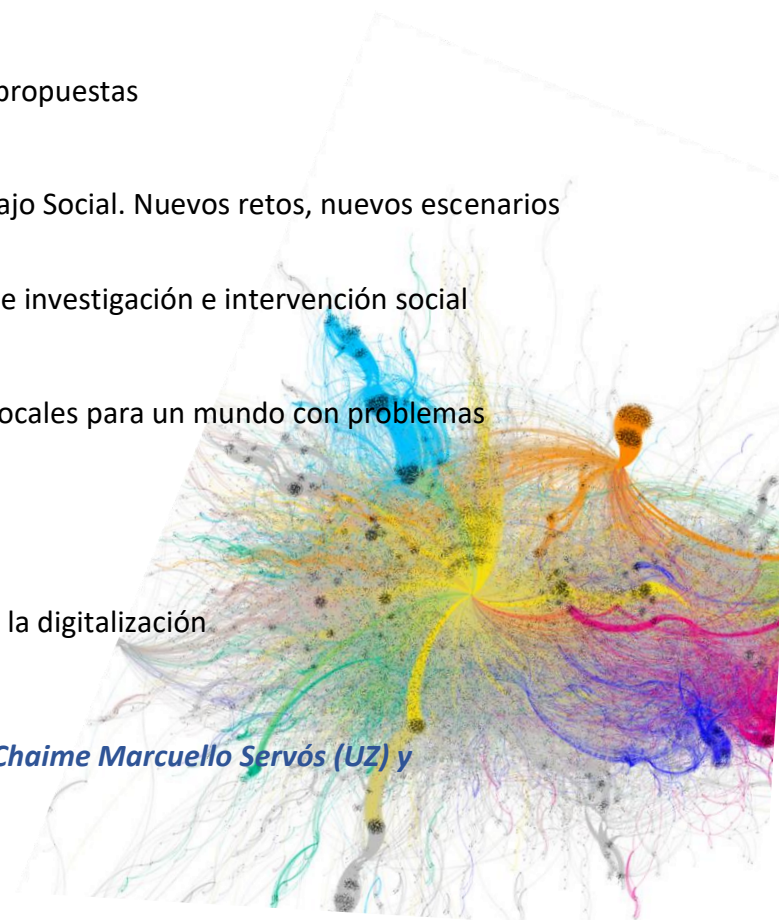 propuestas
ajo Social. Nuevos retos, nuevos escenarios
e investigación e intervención social
ocales para un mundo con problemas
la digitalización
Chaime Marcuello Servós (UZ) y